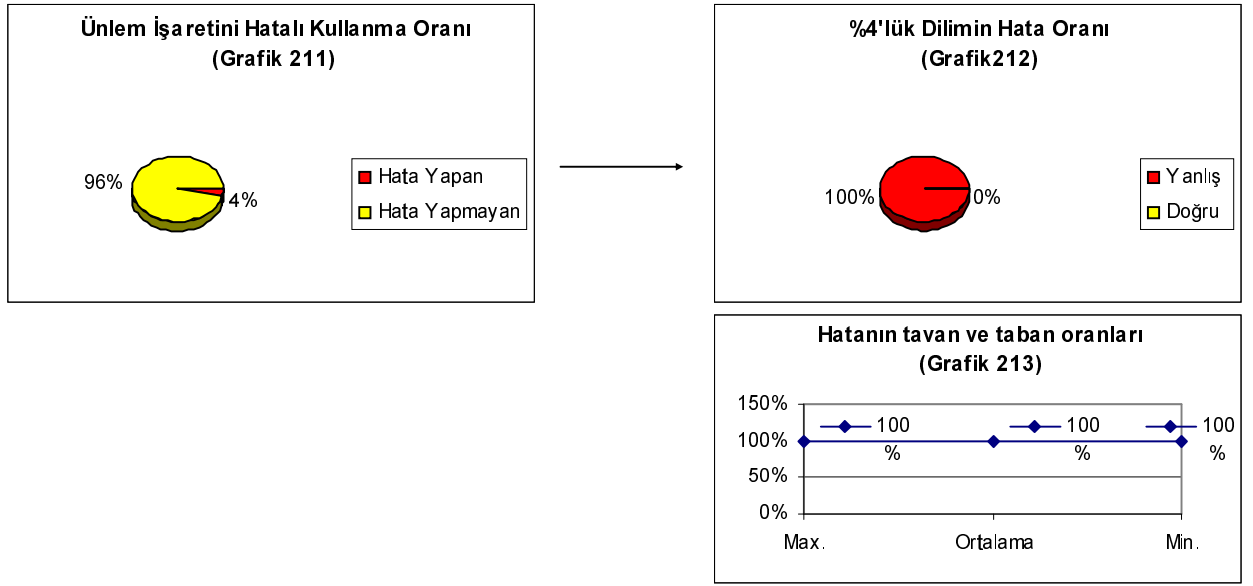 Ünlem İşaretini Hatalı Kullanma Oranı
(Grafik 211)
96%
4%
Hata Yapan
Hata Yapmayan
%4'lük Dilimin Hata Oranı
(Grafik212)
100%
0%
Yanlış
Doğru
Hatanın tavan ve taban oranları
(Grafik 213)
150%
100%
50%
0%
100
%
100
%
100
%
Max.
Ortalama
Min.